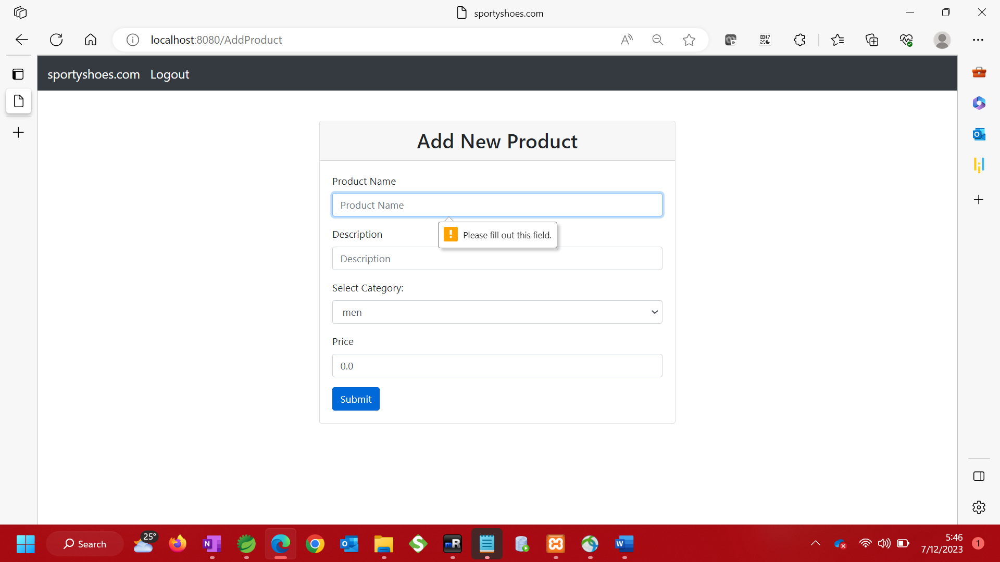 sportyshoes.com
localhost:8080/AddProduct
sportyshoes.com Logout
Add New Product
Product Name
Product Name
Please fill out this field.
Description
Description
Select Category:
men
Price
0.0
Submit
Search
25°
5:46
7/12/2023
1